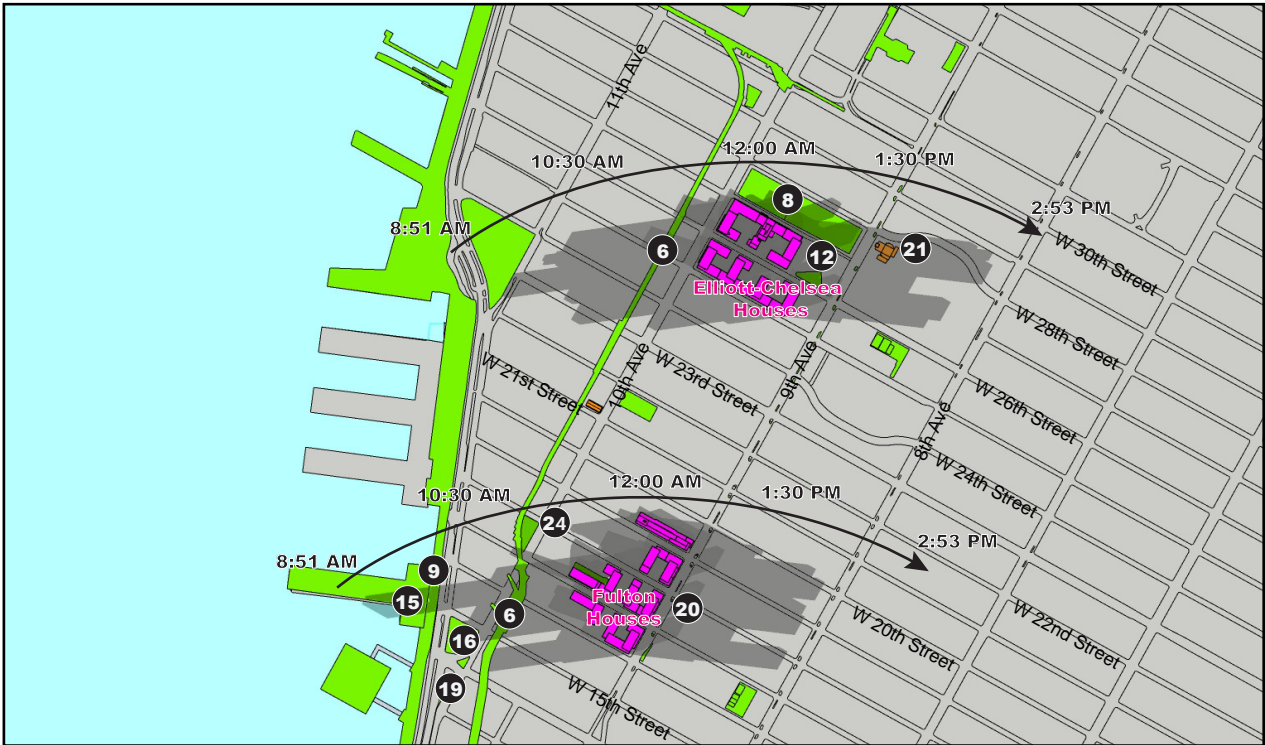 11th Ave
12:00 AM
10:30 AM
1:30 PM
8
2:53 PM
8:51 AM
6
12
21
W 30th Street
Elliott-Chelsea
Houses
W 28th Street
W 21st Street
10th Ave
W 23rd Street
9th Ave
W 26th Street
8th Ave
W 24th Street
12:00 AM
10:30 AM
1:30 PM
24
2:53 PM
8:51 AM
9
15
Fulton
Houses
20
6
16
W 20th Street
W 22nd Street
19
W 15th Street